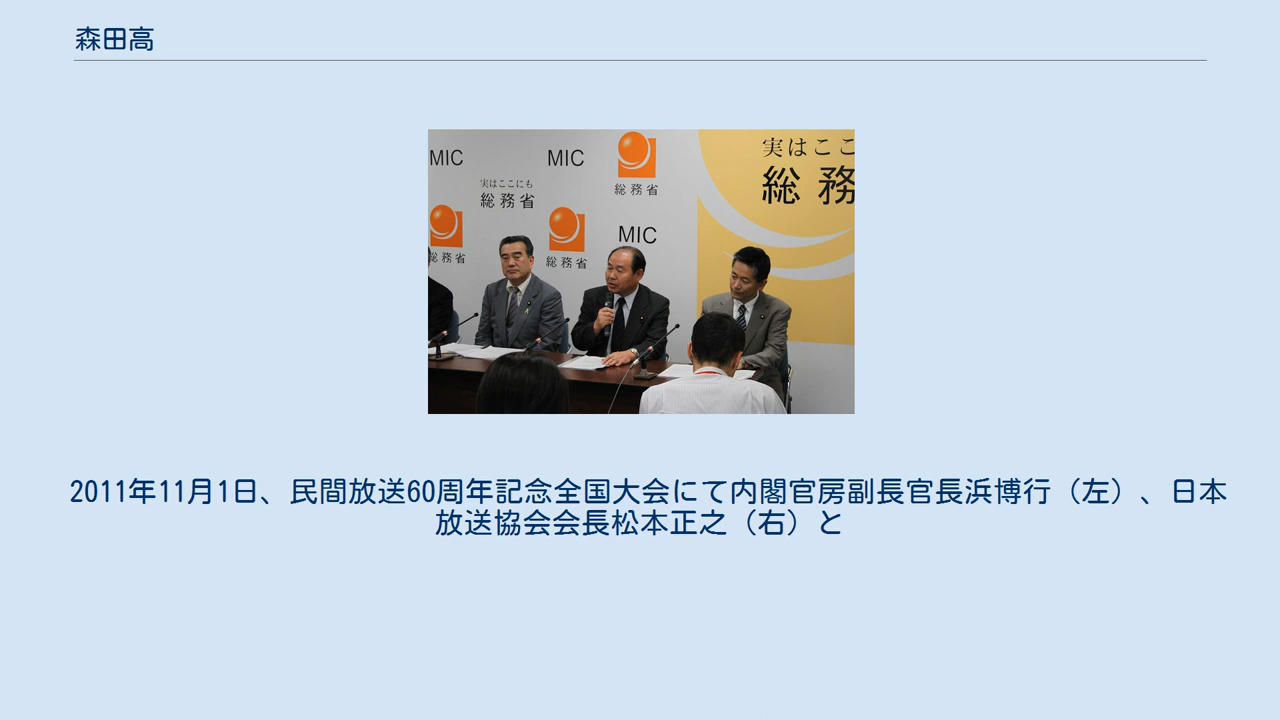 森田高
MIC
MIC
実はここにも
総務省
総務省
MIC
総務省
総務省
実はここ
総務
2011年11月1日、民間放送60周年記念全国大会にて内閣官房副長官長浜博行（左）、日本
放送協会会長松本正之（右）と